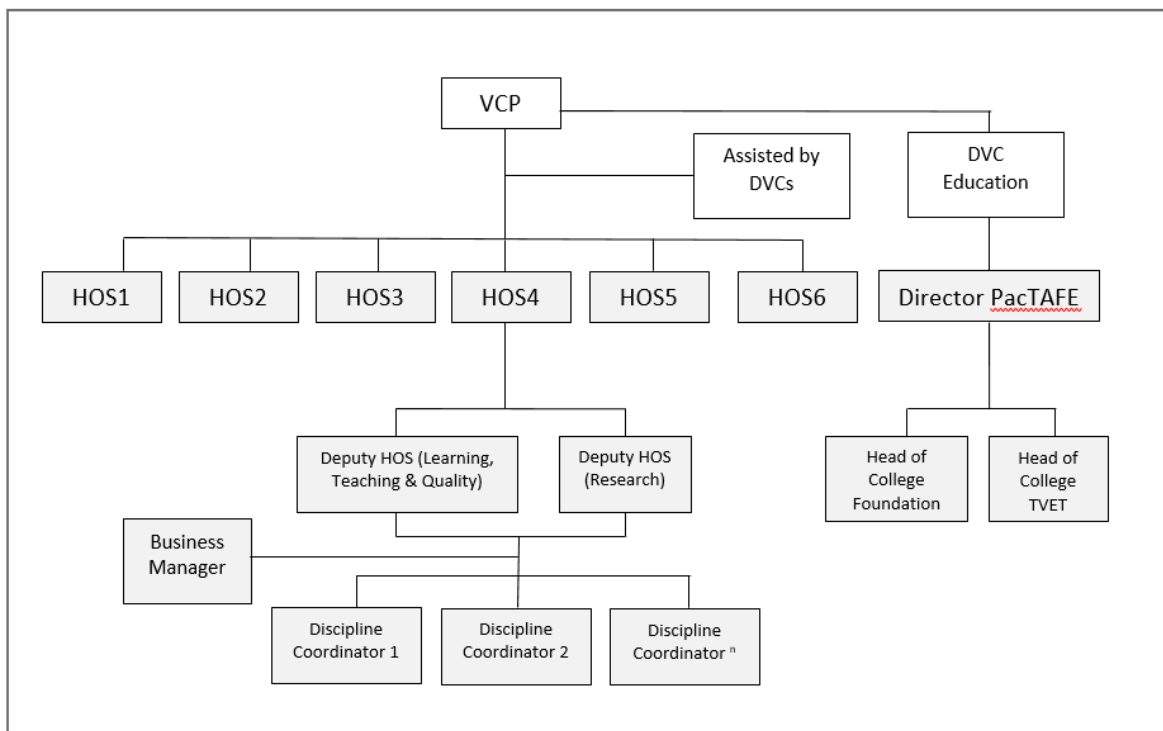 VCP
Assisted by
DVCs
DVC
Education
HOS1
HOS2
HOS3
HOS4
HOS5
HOS6
Director PacTAFE
Deputy HOS (Learning,
Teaching & Quality)
Deputy HOS
(Research)
Head of
College
Foundation
Head of
College
TVET
Business
Manager
Discipline
Coordinator 1
Discipline
Coordinator 2
Discipline
Coordinator ⁿ